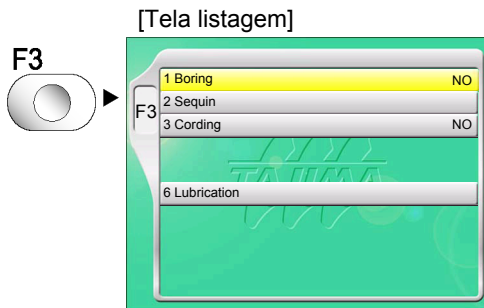 [Tela listagem]
F3
F3
1 Boring NO
2 Sequin
3 Cording NO
TAJIMA
6 Lubrication